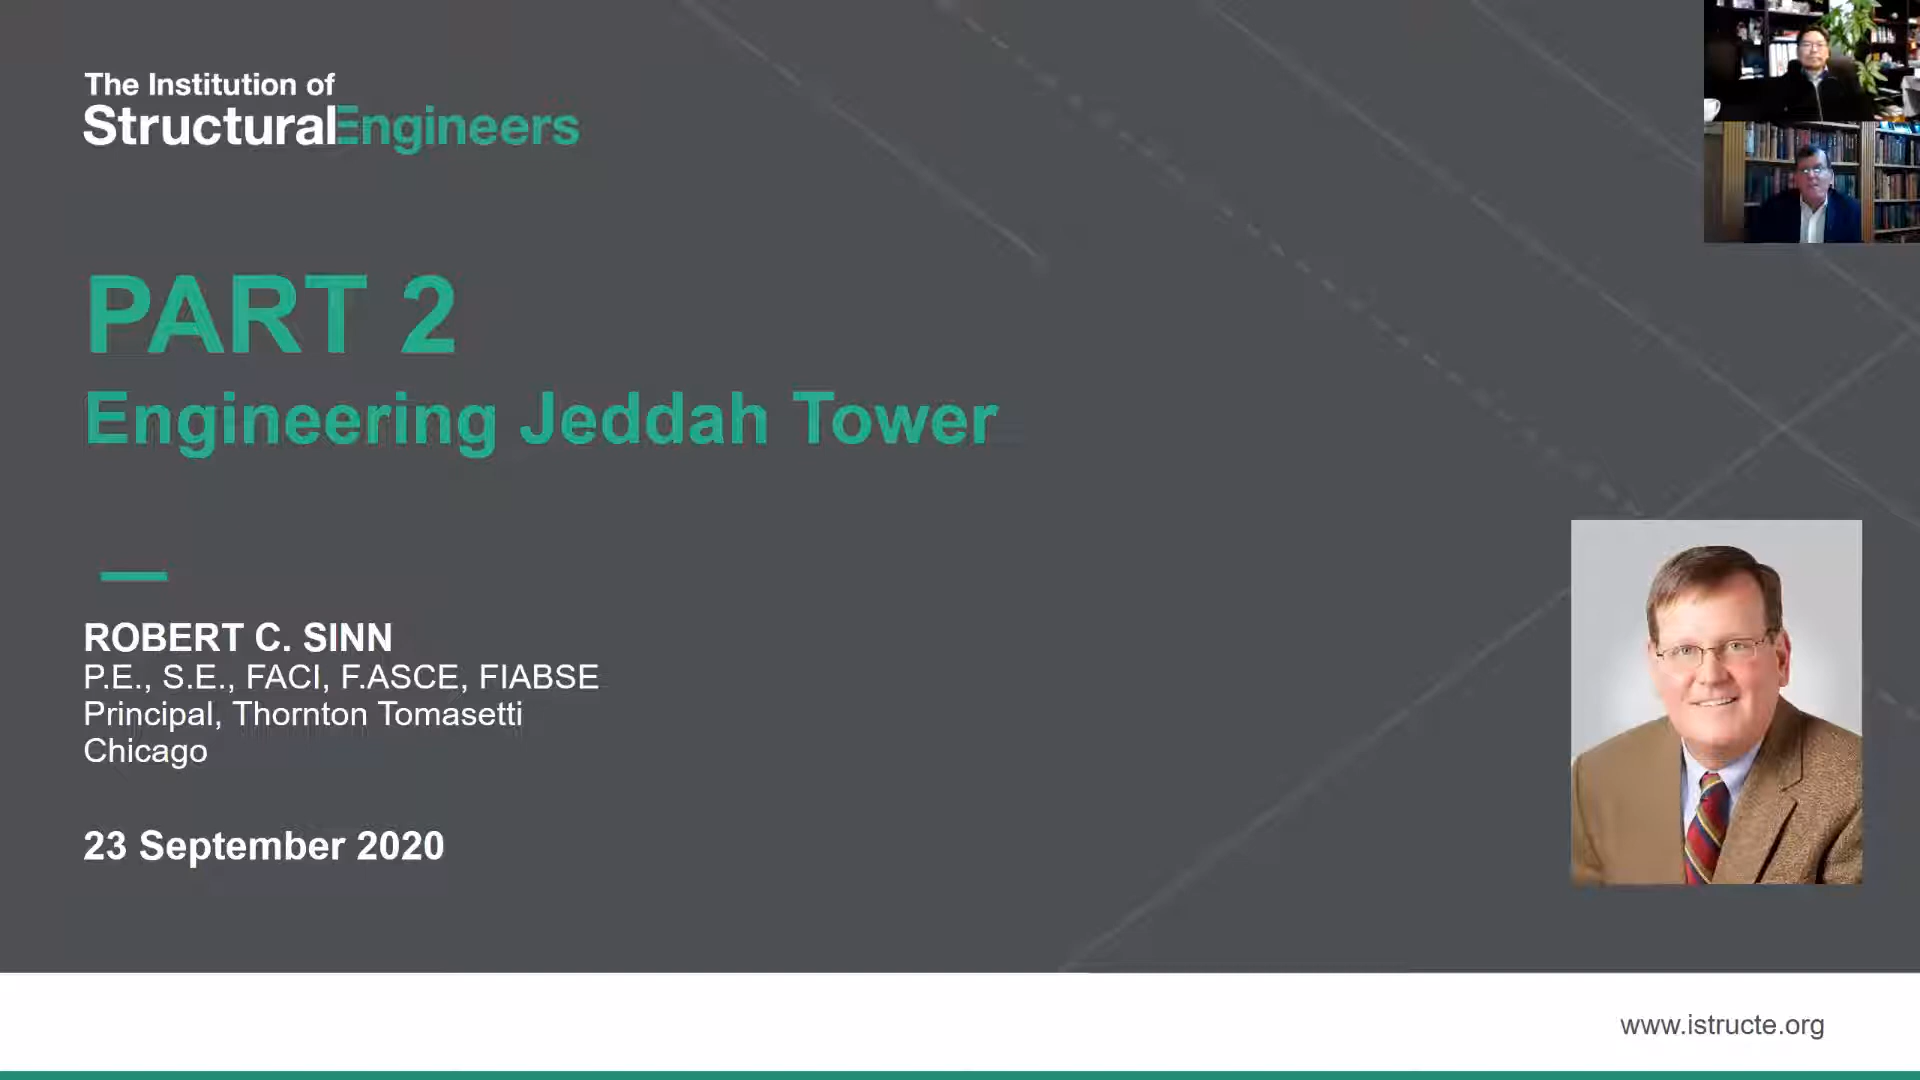 The Institution of
StructuralEngineers
PART 2
Engineering Jeddah Tower
ROBERT C. SINN
P.E., S.E., FACI, F.ASCE, FIABSE
Principal, Thornton Tomasetti
Chicago
23 September 2020
www.istructe.org